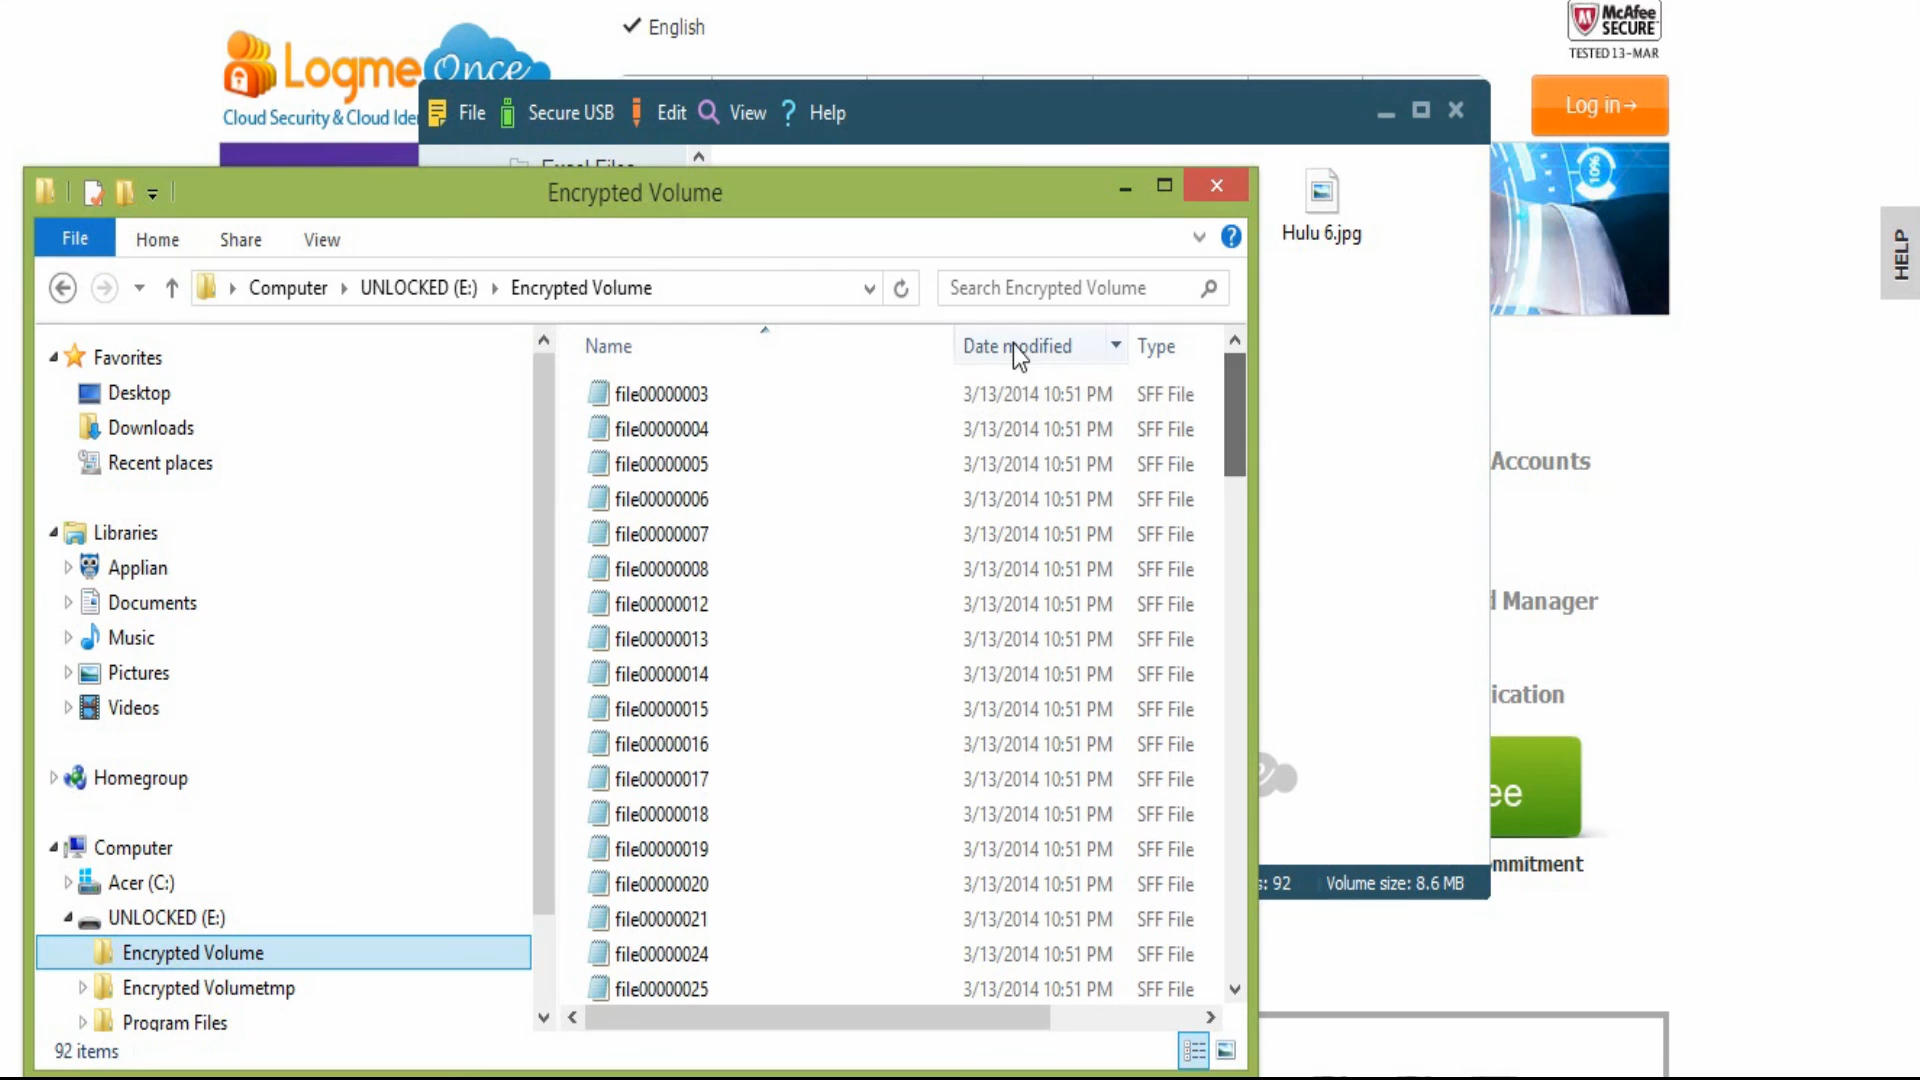 English
McAfee
SECURE
TESTED 13-MAR
Logme Once
Cloud Security & Cloud Ide
Log in→
File Secure USB Edit View ? Help
Hulu 6.jpg
HELP
Encrypted Volume
File Home Share View
Computer UNLOCKED (E:) Encrypted Volume
Search Encrypted Volume
Name Date modified Type
Favorites
Desktop
Downloads
Recent places
Libraries
Applian
Documents
Music
Pictures
Videos
Homegroup
Computer
Acer (C:)
UNLOCKED (E:)
Encrypted Volume
Encrypted Volumetmp
Program Files
92 items
file00000003 3/13/2014 10:51 PM SFF File
file00000004 3/13/2014 10:51 PM SFF File
file00000005 3/13/2014 10:51 PM SFF File
file00000006 3/13/2014 10:51 PM SFF File
file00000007 3/13/2014 10:51 PM SFF File
file00000008 3/13/2014 10:51 PM SFF File
file00000012 3/13/2014 10:51 PM SFF File
file00000013 3/13/2014 10:51 PM SFF File
file00000014 3/13/2014 10:51 PM SFF File
file00000015 3/13/2014 10:51 PM SFF File
file00000016 3/13/2014 10:51 PM SFF File
file00000017 3/13/2014 10:51 PM SFF File
file00000018 3/13/2014 10:51 PM SFF File
file00000019 3/13/2014 10:51 PM SFF File
file00000020 3/13/2014 10:51 PM SFF File
file00000021 3/13/2014 10:51 PM SFF File
file00000024 3/13/2014 10:51 PM SFF File
file00000025 3/13/2014 10:51 PM SFF File
Accounts
Manager
ication
ee
mmitment
s: 92 Volume size: 8.6 MB